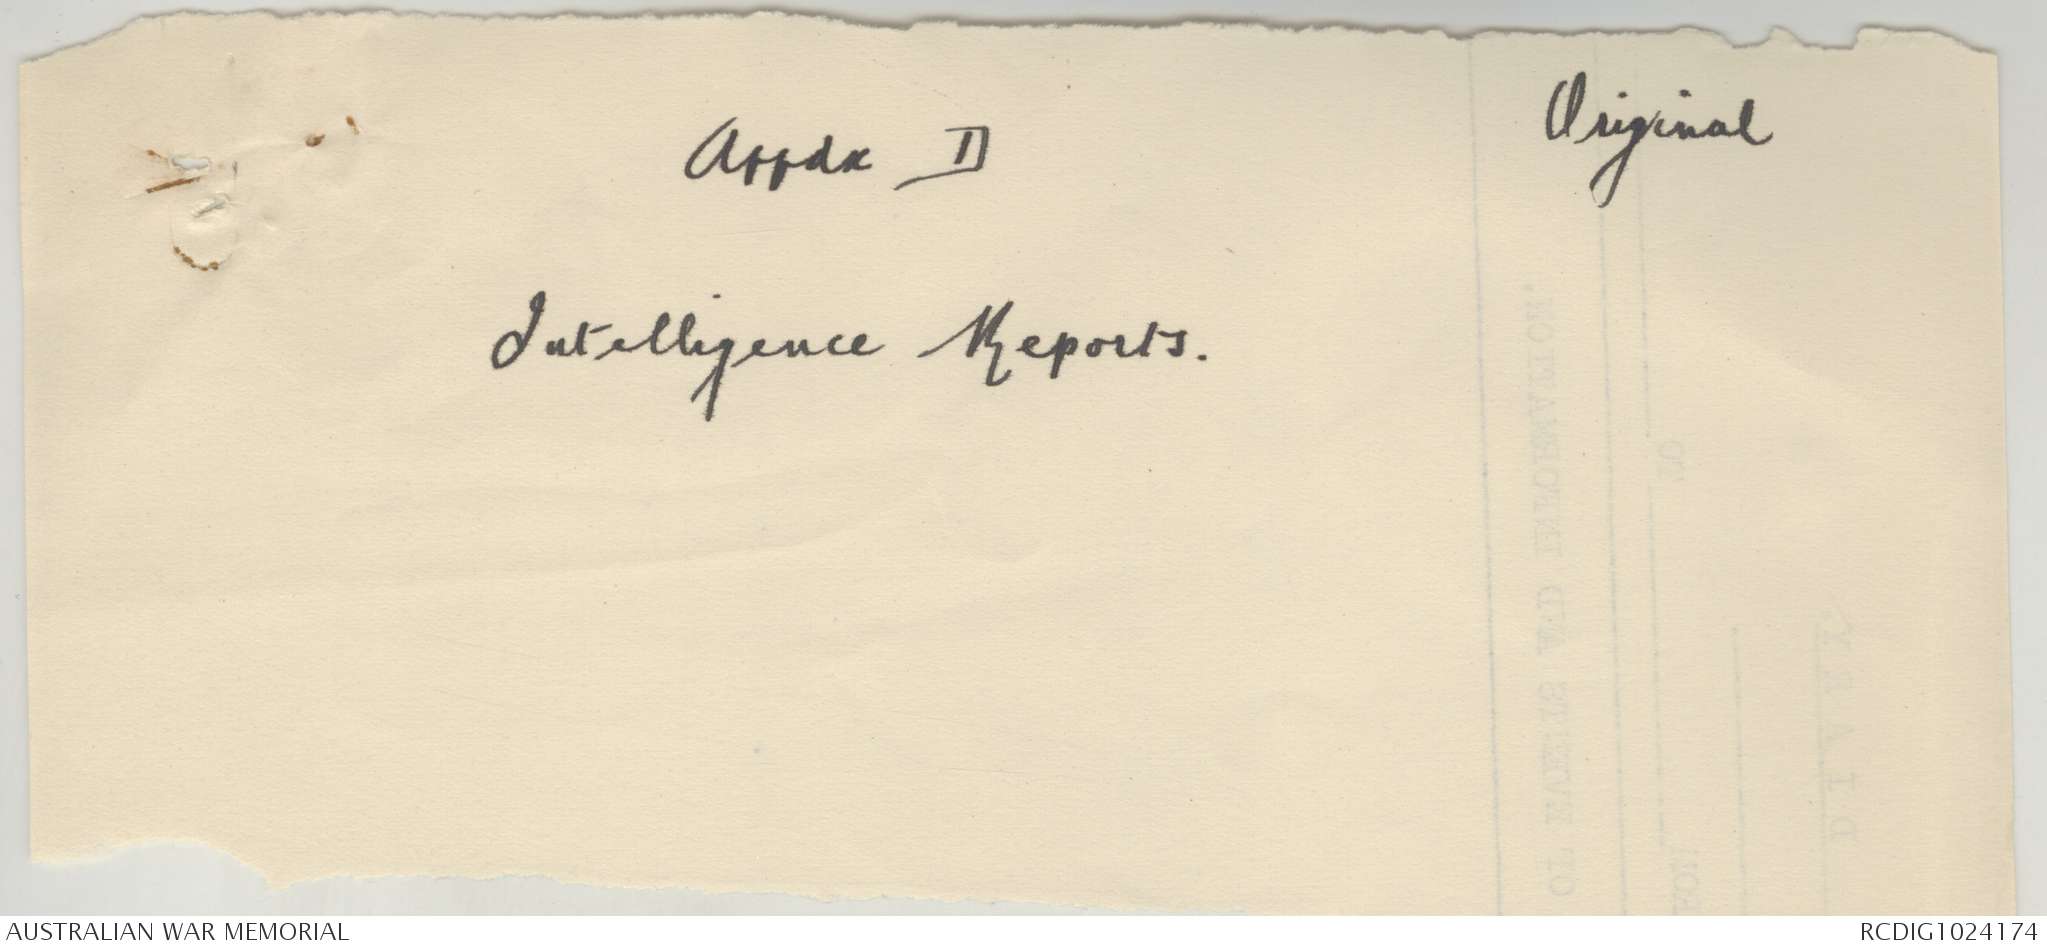 Original
Appdx II
Intelligence Reports.
AUSTRALIAN WAR MEMORIAL
RCDIG1024174